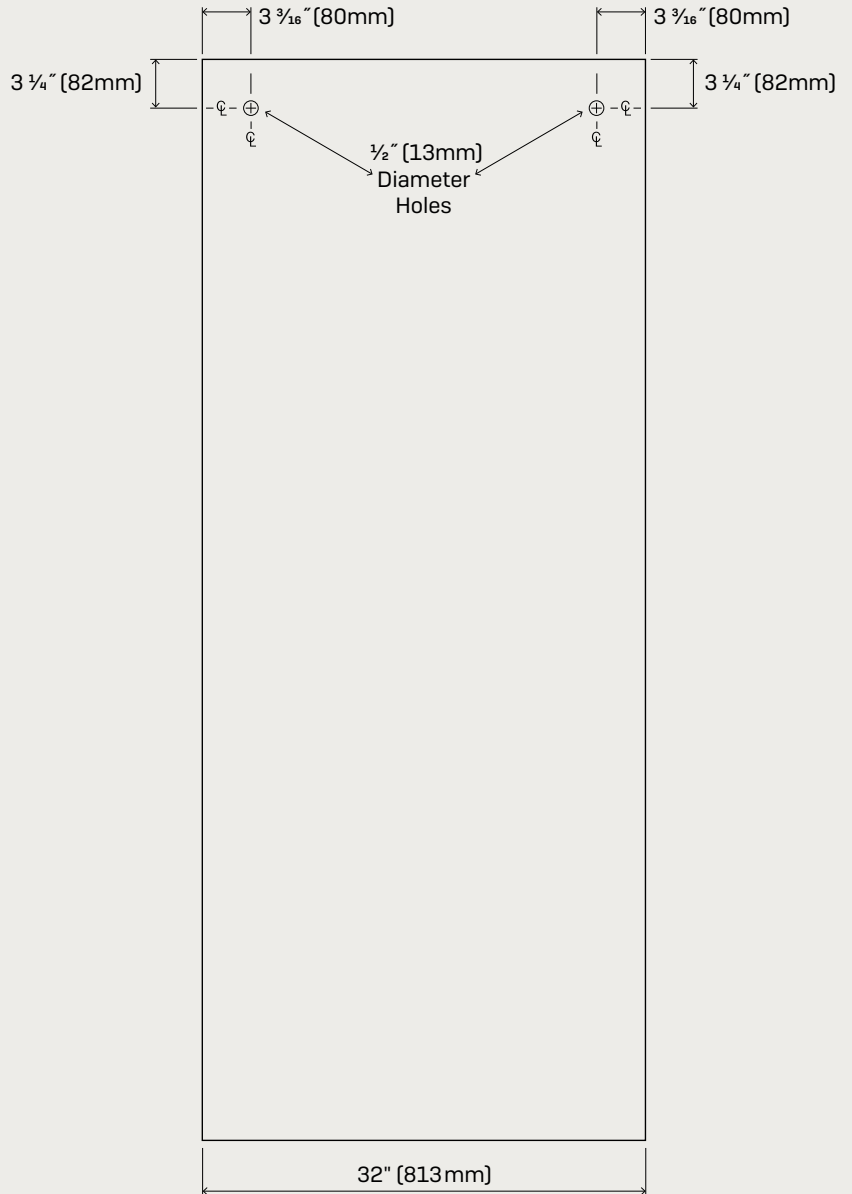 3 ³⁄₁₆˝ (80mm)
3 ³⁄₁₆˝ (80mm)
3 ¼˝ (82mm)
3 ¼˝ (82mm)
℄
℄
℄
℄
½˝ (13mm)
Diameter
Holes
32" (813mm)